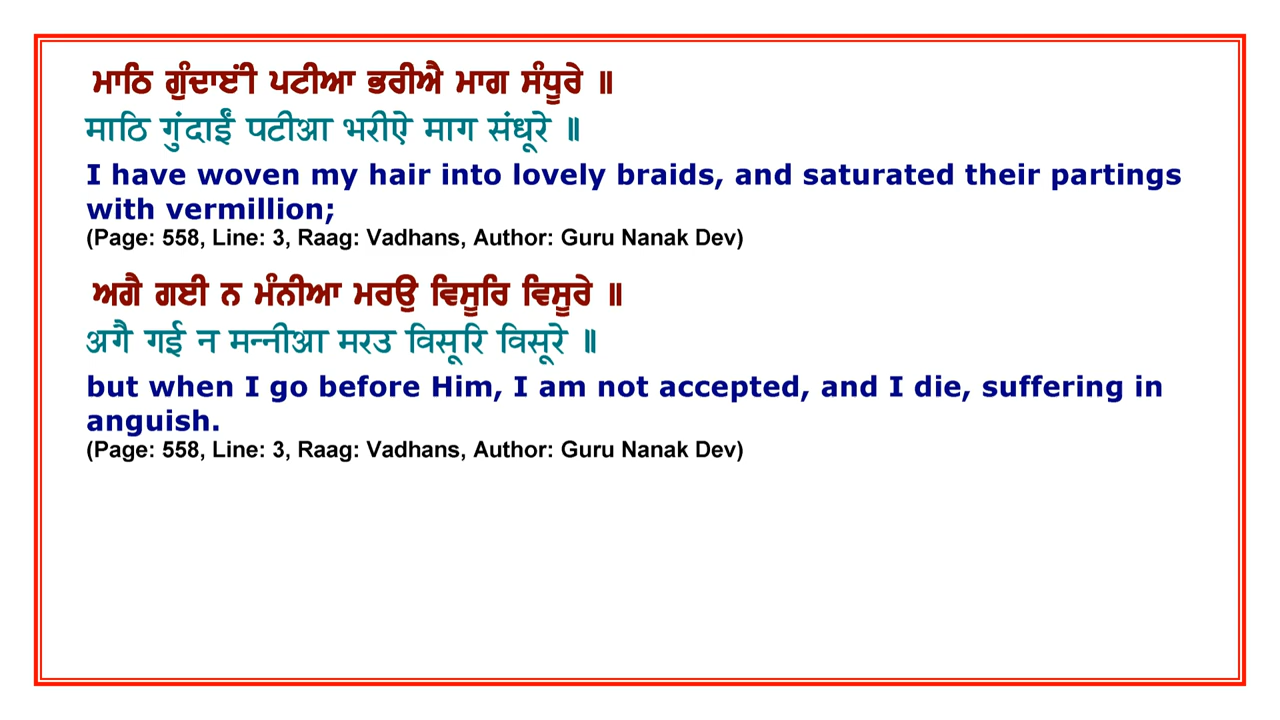 ਮਾਠਿ ਗੁੰਦਾਈਂ ਪਟੀਆ ਭਰੀਐ ਮਾਗ ਸੰਧੂਰੇ ॥
माठि गुंदाईं पटीआ भरीऐ माग संधूरे ॥
I have woven my hair into lovely braids, and saturated their partings
with vermillion;
(Page: 558, Line: 3, Raag: Vadhans, Author: Guru Nanak Dev)
ਅਗੈ ਗਈ ਨ ਮੰਨੀਆ ਮਰਉ ਵਿਸੂਰਿ ਵਿਸੂਰੇ ॥
अगै गई न मन्नीआ मरउ विसूरि विसूरे ॥
but when I go before Him, I am not accepted, and I die, suffering in
anguish.
(Page: 558, Line: 3, Raag: Vadhans, Author: Guru Nanak Dev)